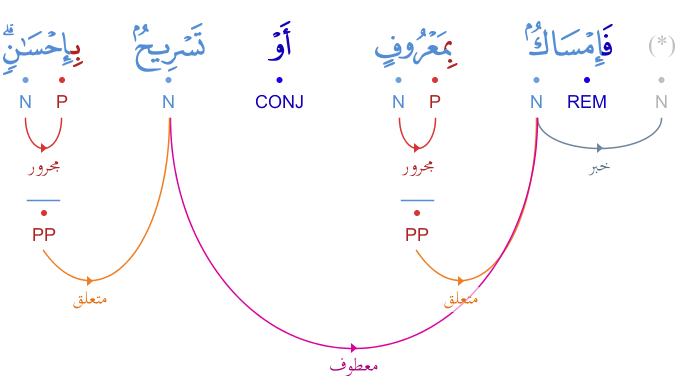 (*) فَإِمْسَاكٌۢ بِمَعْرُوفٍ أَوْ تَسْرِيحٌۢ بِإِحْسَـٰنٍۢ ۗ
N REM N P N CONJ N P N
خبر مجرور مجرور
PP PP
متعلق متعلق
معطوف